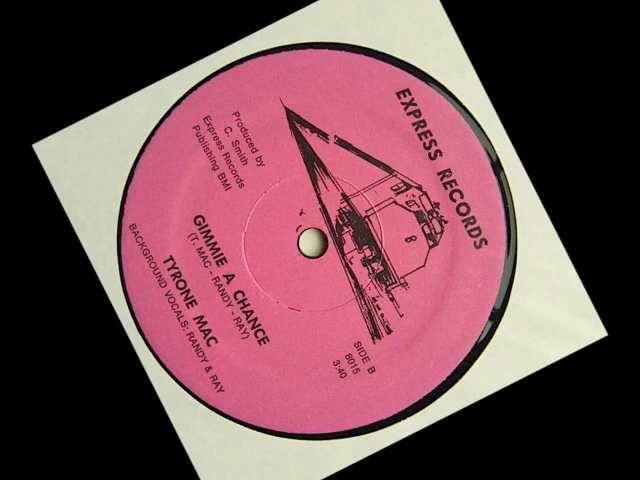 EXPRESS RECORDS
8
Produced by
C. Smith
Express Records
Publishing BMI
SIDE B
8015
3:40
GIMMIE A CHANCE
(T. MAC - RANDY - RAY)
TYRONE MAC
BACKGROUND VOCALS: RANDY & RAY